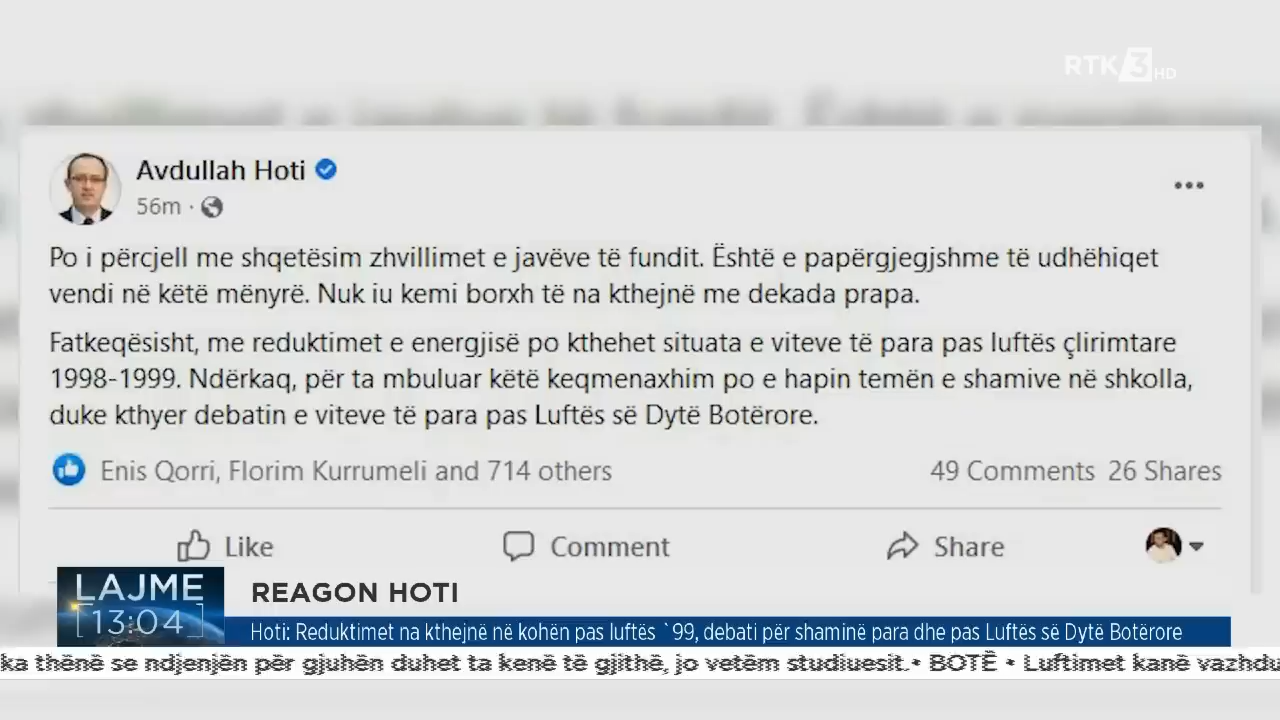 RTK 3 HD
Avdullah Hoti
56m ·
Po i përcjell me shqetësim zhvillimet e javëve të fundit. Është e papërgjegjshme të udhëhiqet
vendi në këtë mënyrë. Nuk iu kemi borxh të na kthejnë me dekada prapa.
Fatkeqësisht, me reduktimet e energjisë po kthehet situata e viteve të para pas luftës çlirimtare
1998-1999. Ndërkaq, për ta mbuluar këtë keqmenaxhim po e hapin temën e shamive në shkolla,
duke kthyer debatin e viteve të para pas Luftës së Dytë Botërore.
Enis Qorri, Florim Kurrumeli and 714 others
49 Comments 26 Shares
Like
Comment
Share
LAJME
13:04
REAGON HOTI
Hoti: Reduktimet na kthejnë në kohën pas luftës `99, debati për shaminë para dhe pas Luftës së Dytë Botërore
ka thënë se ndjenjën për gjuhën duhet ta kenë të gjithë, jo vetëm studiuesit.• BOTË • Luftimet kanë vazhdu